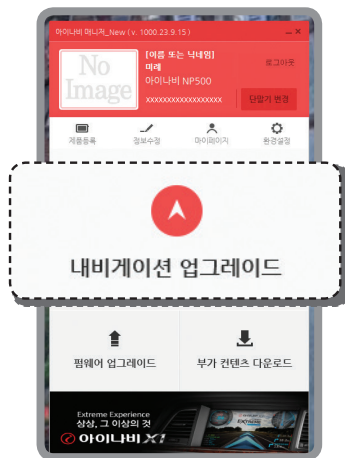 아이나비 매니저_New ( v. 1000.23.9.15 )
No
Image
[이름 또는 닉네임]
미래
아이나비 NP500
xxxxxxxxxxxxxxxxxx
로그아웃
단말기 변경
제품등록
정보수정
마이페이지
환경설정
내비게이션 업그레이드
펌웨어 업그레이드
부가 컨텐츠 다운로드
Extreme Experience
상상, 그 이상의 것
아이나비 X1